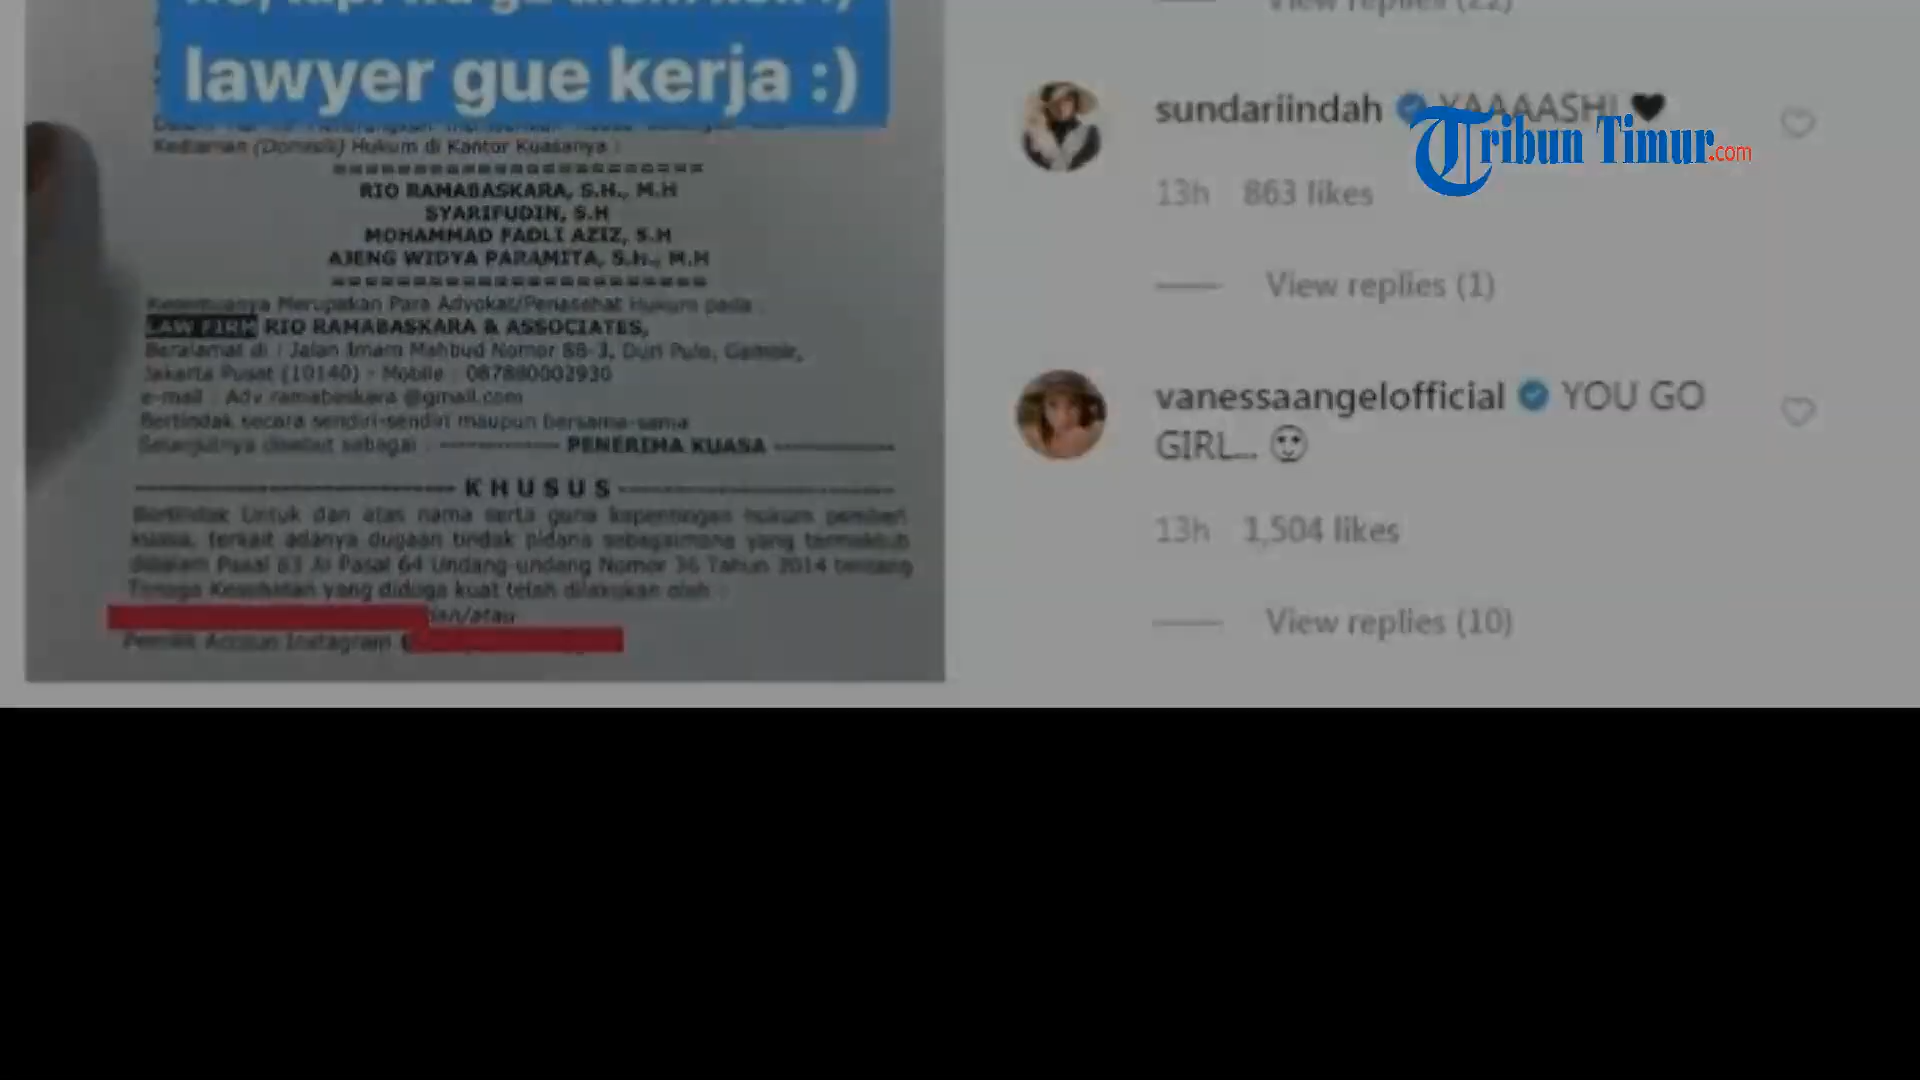 lawyer gue kerja :)
Kediaman (Domisili) Hukum di Kantor Kuasanya :
RIO RAMABASKARA, S.H., M.H
SYARIFUDIN, S.H
MOHAMMAD FADLI AZIZ, S.H
AJENG WIDYA PARAMITA, S.H., M.H
Kesemuanya Merupakan Para Advokat/Penasehat Hukum pada :
LAW FIRM RIO RAMABASKARA & ASSOCIATES,
Beralamat di : Jalan Imam Mahbud Nomor 88-3, Duri Pulo, Gambir,
Jakarta Pusat (10140) - Mobile : 087880003930
e-mail : Adv.ramabaskara @gmail.com
Bertindak secara sendiri-sendiri maupun bersama-sama
Selanjutnya disebut sebagai : ------------ PENERIMA KUASA ------------
K H U S U S
Bertindak Untuk dan atas nama serta guna kepentingan hukum pemberi
kuasa, terkait adanya dugaan tindak pidana sebagaimana yang termaktub
didalam Pasal 83 Jo Pasal 64 Undang-undang Nomor 36 Tahun 2014 tentang
Tenaga Kesehatan yang diduga kuat telah dilakukan oleh :
dan/atau
Pemilik Account Instagram
View replies (22)
sundariindah YAAAASH! 🖤
Tribun Timur.com
13h 863 likes
View replies (1)
vanessaangelofficial YOU GO
GIRL... 🙂
13h 1,504 likes
View replies (10)